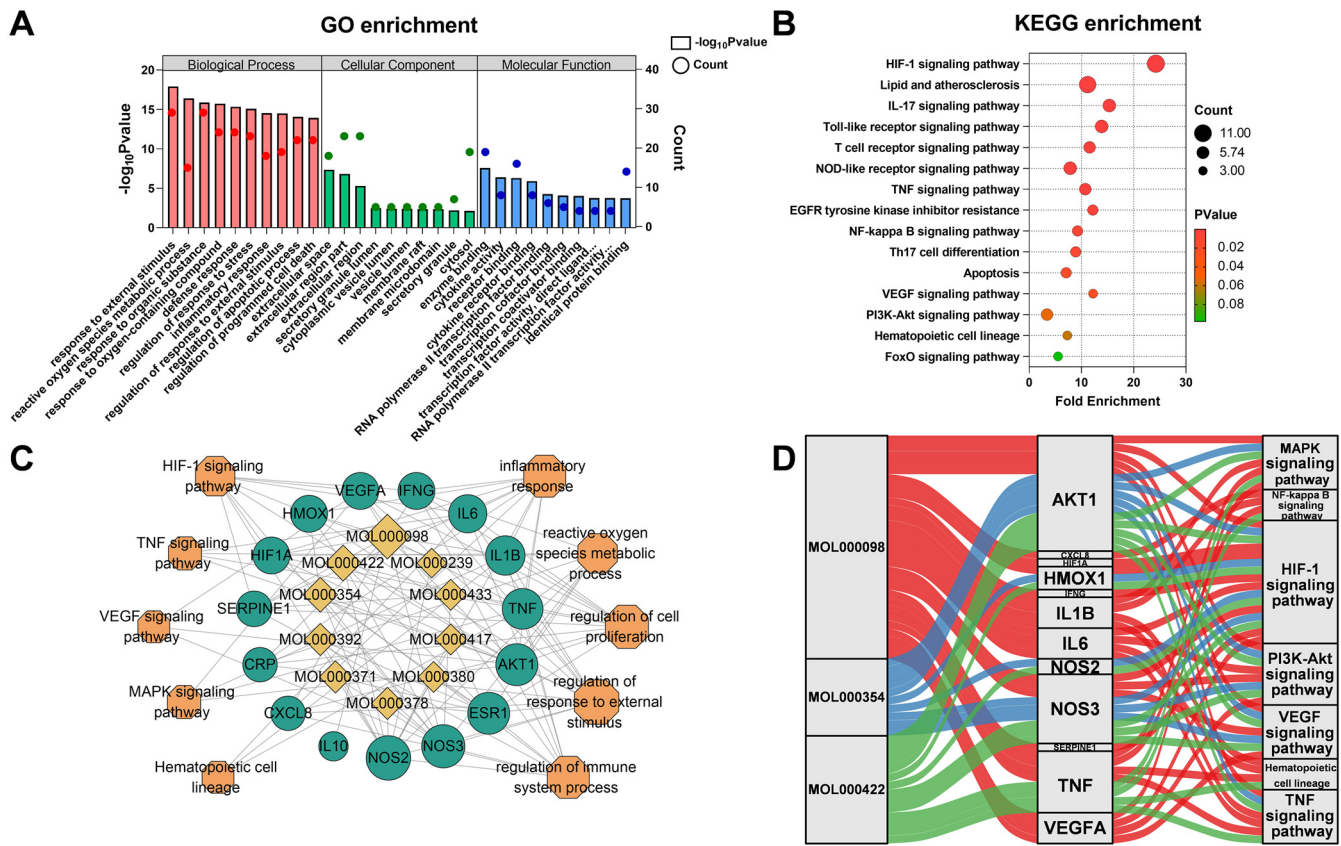 A
GO enrichment
-log10Pvalue
Count
Biological Process
Cellular Component
Molecular Function
20
15
10
5
0
-log10Pvalue
40
30
20
10
0
Count
response to external stimulus
reactive oxygen species metabolic process
response to organic substance
response to oxygen-containing compound
defense response
regulation of response to stress
inflammatory response
regulation of response to external stimulus
regulation of apoptotic process
regulation of programmed cell death
extracellular space
extracellular region part
extracellular region
secretory granule lumen
cytoplasmic vesicle lumen
vesicle lumen
membrane raft
membrane microdomain
secretory granule
cytosol
enzyme binding
cytokine activity
receptor binding
cytokine receptor binding
RNA polymerase II transcription factor binding
transcription factor binding
transcription cofactor binding
transcription activator binding
transcription factor activity direct ligand...
RNA polymerase II transcription factor activity...
identical protein binding
B
KEGG enrichment
HIF-1 signaling pathway
Lipid and atherosclerosis
IL-17 signaling pathway
Toll-like receptor signaling pathway
T cell receptor signaling pathway
NOD-like receptor signaling pathway
TNF signaling pathway
EGFR tyrosine kinase inhibitor resistance
NF-kappa B signaling pathway
Th17 cell differentiation
Apoptosis
VEGF signaling pathway
PI3K-Akt signaling pathway
Hematopoietic cell lineage
FoxO signaling pathway
0
10
20
30
Fold Enrichment
Count
11.00
5.74
3.00
PValue
0.02
0.04
0.06
0.08
C
HIF-1 signaling
pathway
TNF signaling
pathway
VEGF signaling
pathway
MAPK signaling
pathway
Hematopoietic cell
lineage
VEGFA
IFNG
HMOX1
IL6
HIF1A
IL1B
SERPINE1
TNF
CRP
AKT1
CXCL8
ESR1
IL10
NOS2
NOS3
MOL000098
MOL000422
MOL000239
MOL000354
MOL000433
MOL000392
MOL000417
MOL000371
MOL000380
MOL000378
inflammatory
response
reactive oxygen
species metabolic
process
regulation of cell
proliferation
regulation of
response to external
stimulus
regulation of immune
system process
D
MOL000098
MOL000354
MOL000422
AKT1
CXCL8
HIF1A
HMOX1
IFNG
IL1B
IL6
NOS2
NOS3
SERPINE1
TNF
VEGFA
MAPK
signaling
pathway
NF-kappa B
signaling
pathway
HIF-1
signaling
pathway
PI3K-Akt
signaling
pathway
VEGF
signaling
pathway
Hematopoietic
cell lineage
TNF
signaling
pathway